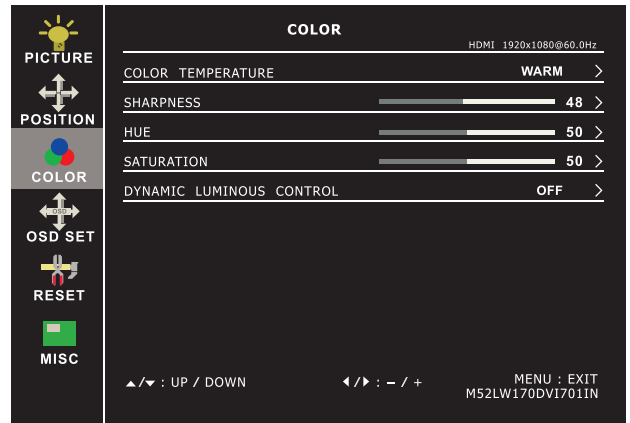 PICTURE
POSITION
COLOR
OSD
OSD SET
RESET
MISC
COLOR
HDMI 1920x1080@60.0Hz
COLOR TEMPERATURE WARM >
SHARPNESS 48 >
HUE 50 >
SATURATION 50 >
DYNAMIC LUMINOUS CONTROL OFF >
▲/▼ : UP / DOWN ◀/▶ : – / + MENU : EXIT
M52LW170DVI701IN